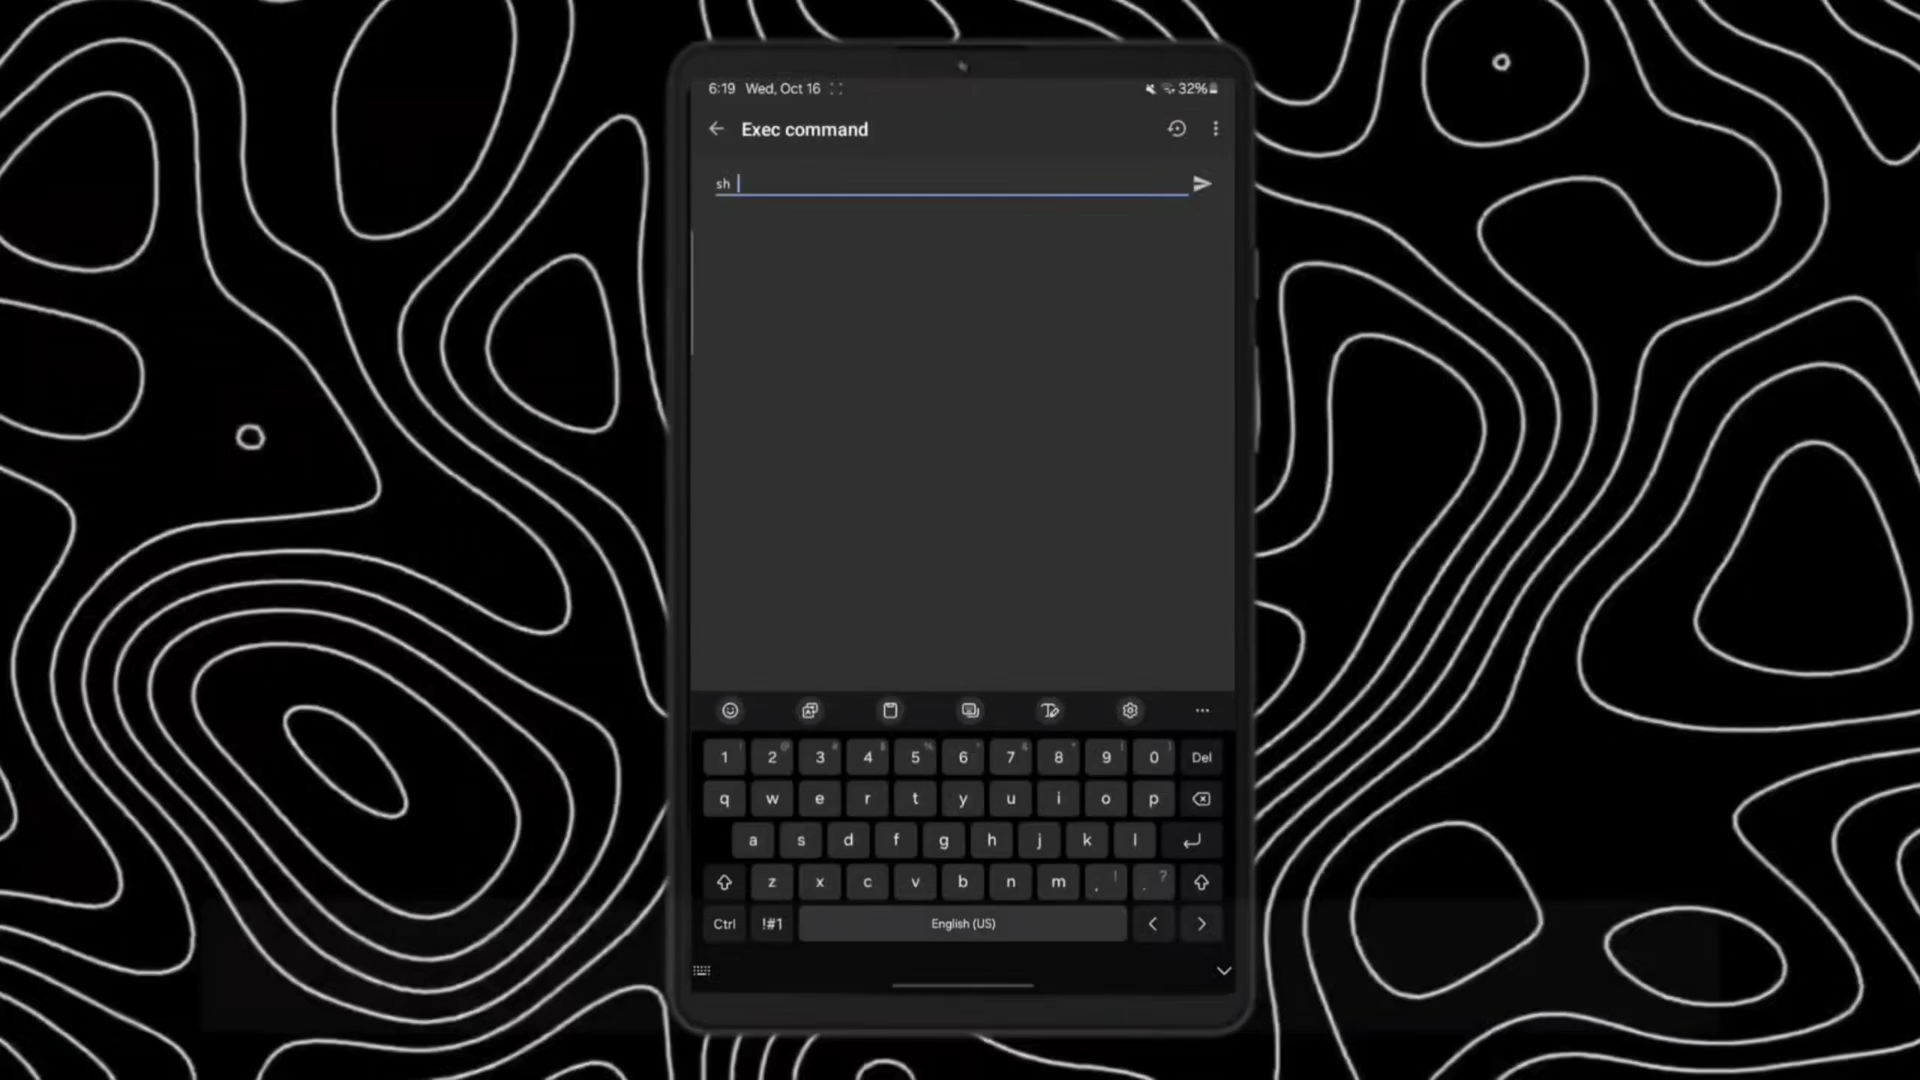 6:19 Wed, Oct 16 32%
Exec command
sh
1 2 3 4 5 6 7 8 9 0 Del
q w e r t y u i o p
a s d f g h j k l
z x c v b n m , ! . ?
Ctrl !#1 English (US) < >